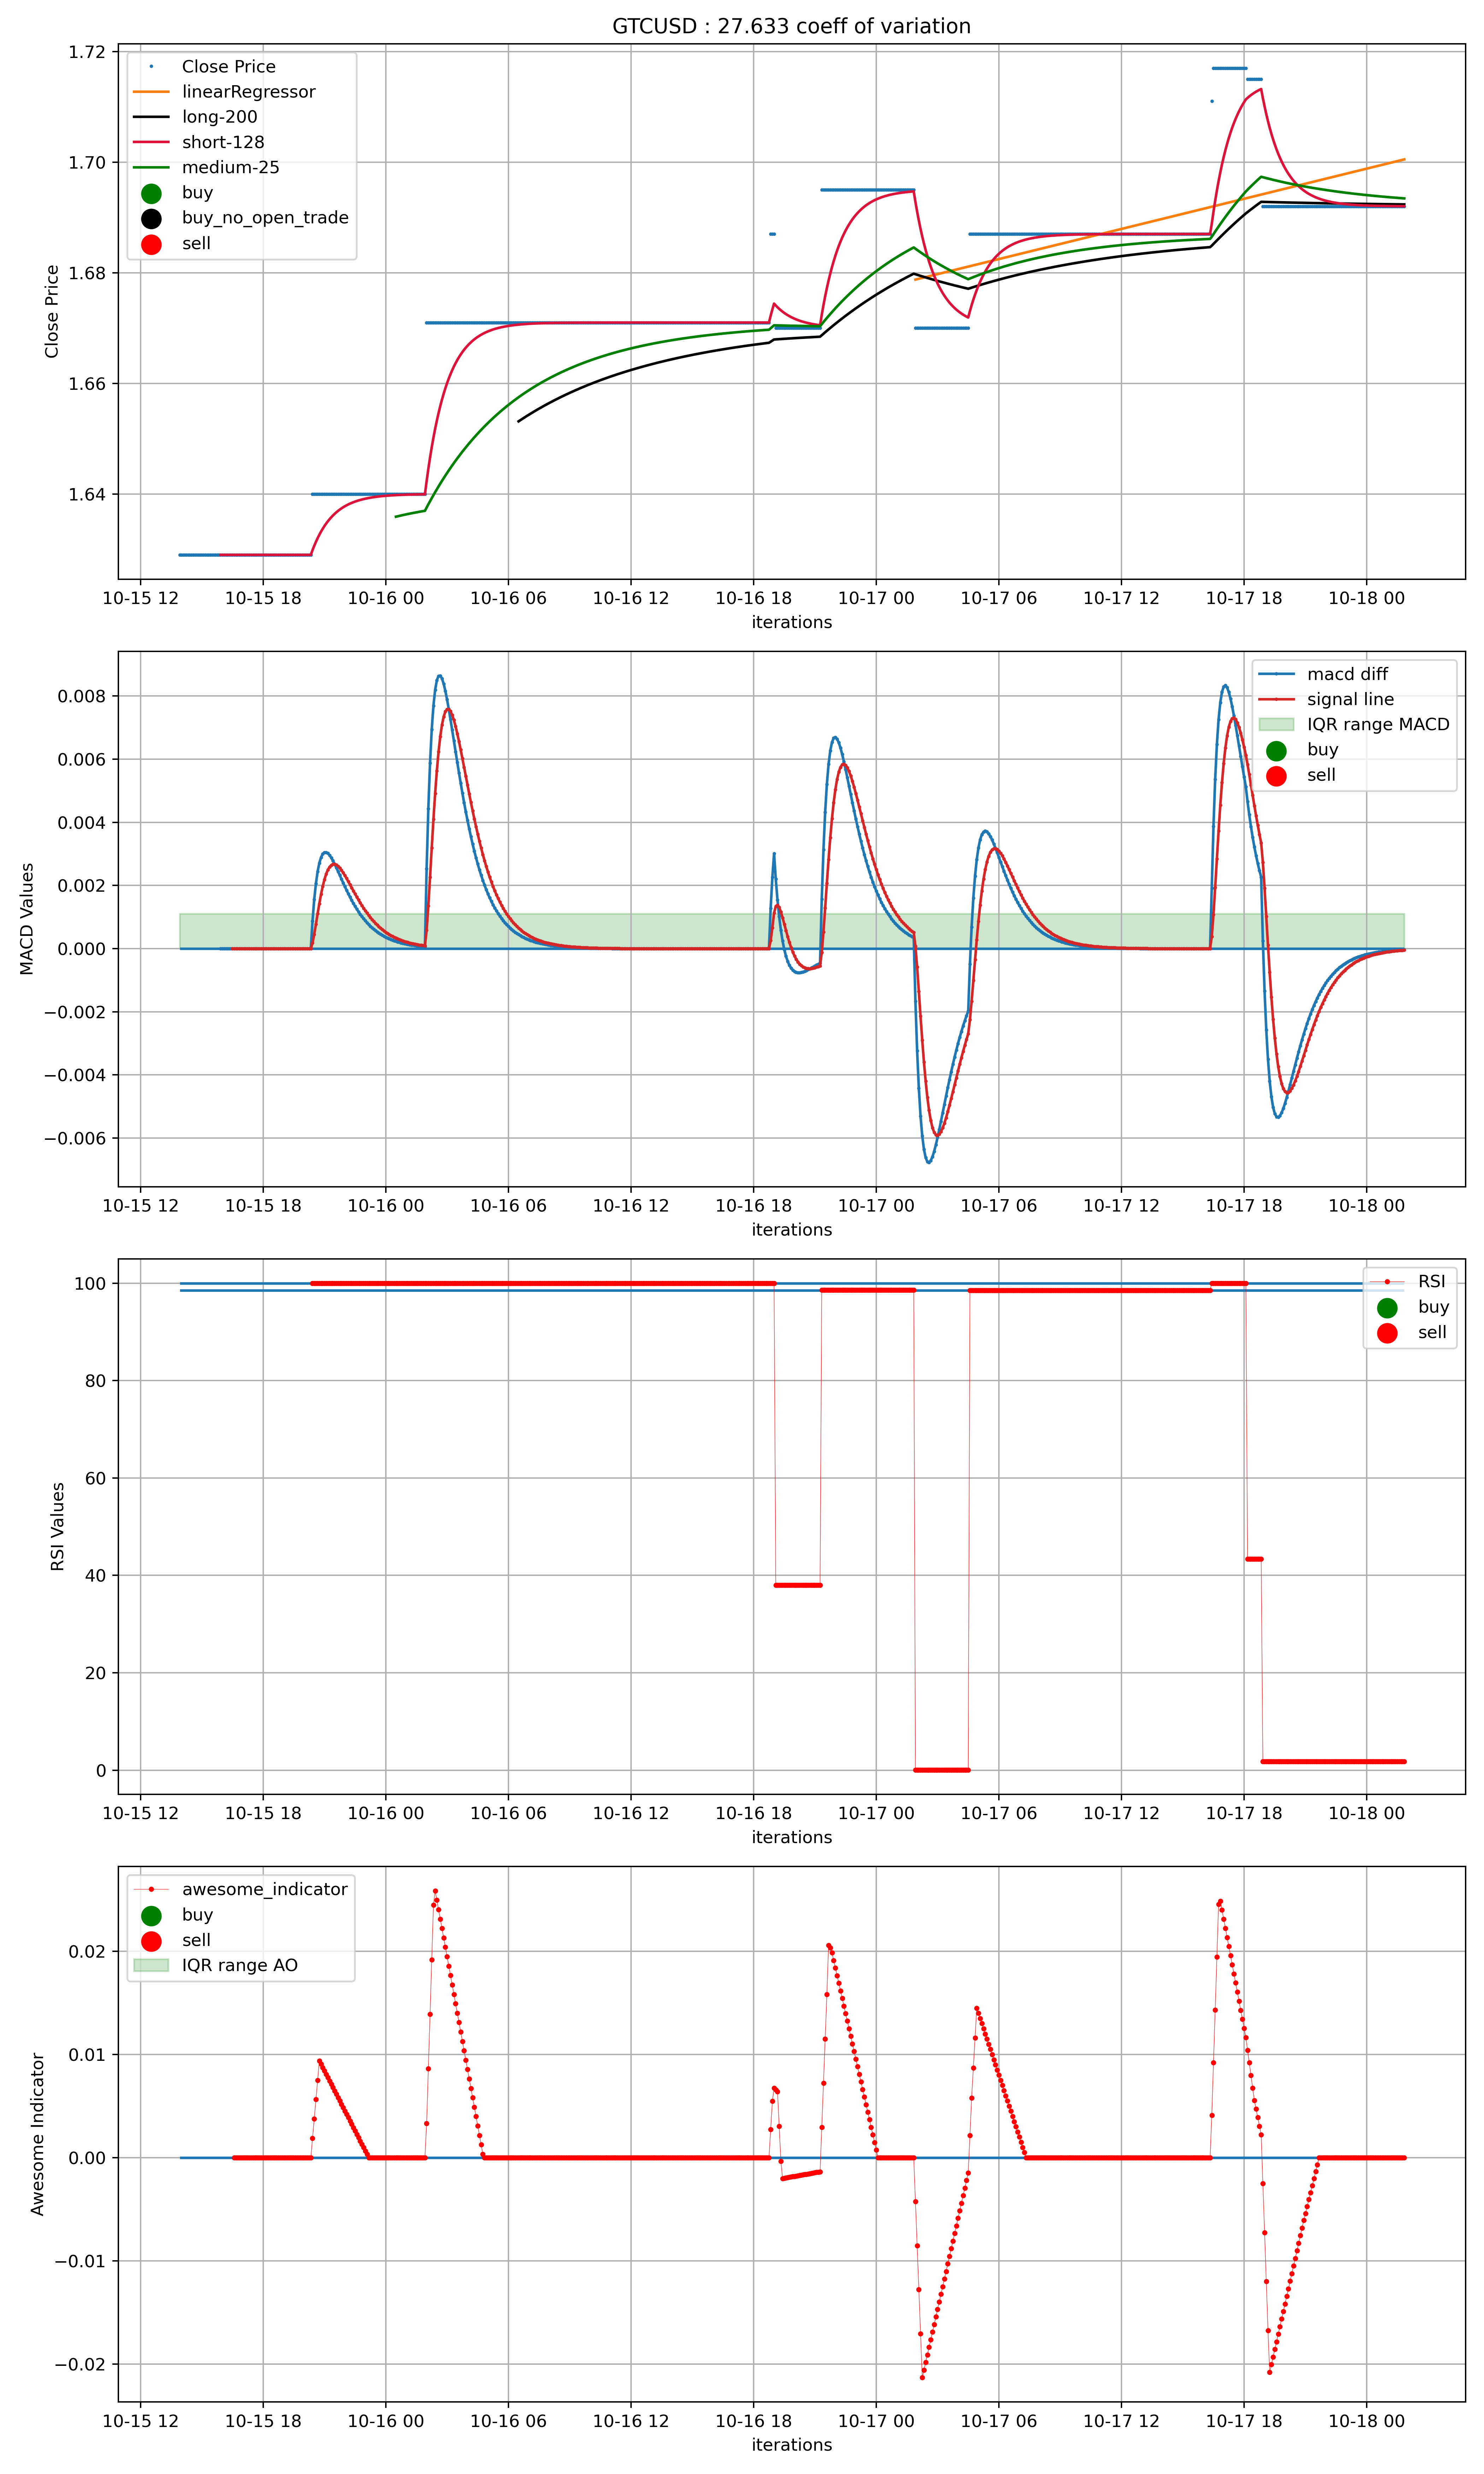 GTCUSD : 27.633 coeff of variation
1.72
1.70
1.68
1.66
1.64
Close Price
Close Price
linearRegressor
long-200
short-128
medium-25
buy
buy_no_open_trade
sell
10-15 12 10-15 18 10-16 00 10-16 06 10-16 12 10-16 18 10-17 00 10-17 06 10-17 12 10-17 18 10-18 00
iterations
0.008
0.006
0.004
0.002
0.000
−0.002
−0.004
−0.006
MACD Values
macd diff
signal line
IQR range MACD
buy
sell
10-15 12 10-15 18 10-16 00 10-16 06 10-16 12 10-16 18 10-17 00 10-17 06 10-17 12 10-17 18 10-18 00
iterations
100
80
60
40
20
0
RSI Values
RSI
buy
sell
10-15 12 10-15 18 10-16 00 10-16 06 10-16 12 10-16 18 10-17 00 10-17 06 10-17 12 10-17 18 10-18 00
iterations
0.02
0.01
0.00
−0.01
−0.02
Awesome Indicator
awesome_indicator
buy
sell
IQR range AO
10-15 12 10-15 18 10-16 00 10-16 06 10-16 12 10-16 18 10-17 00 10-17 06 10-17 12 10-17 18 10-18 00
iterations